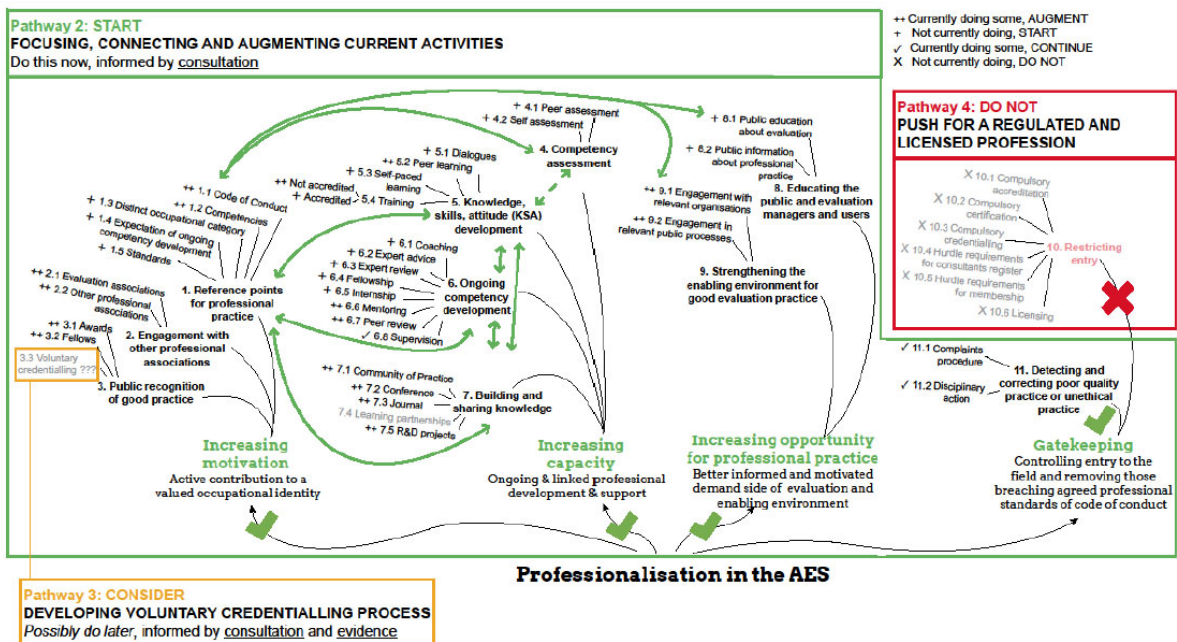 Pathway 2: START
FOCUSING, CONNECTING AND AUGMENTING CURRENT ACTIVITIES
Do this now, informed by consultation
++ Currently doing some, AUGMENT
+ Not currently doing, START
✓ Currently doing some, CONTINUE
X Not currently doing, DO NOT
Pathway 4: DO NOT
PUSH FOR A REGULATED AND
LICENSED PROFESSION
X 10.1 Compulsory
accreditation
X 10.2 Compulsory
certification
X 10.3 Compulsory
credentialling
X 10.4 Hurdle requirements
for consultants register
X 10.5 Hurdle requirements
for membership
X 10.6 Licensing
10. Restricting
entry
+ 4.1 Peer assessment
+ 4.2 Self assessment
4. Competency
assessment
+ 8.1 Public education
about evaluation
+ 8.2 Public information
about professional
practice
8. Educating the
public and evaluation
managers and users
+ 5.1 Dialogues
++ 5.2 Peer learning
+ 5.3 Self-paced
learning
++ Not accredited
+ Accredited
5.4 Training
5. Knowledge,
skills, attitude (KSA)
development
++ 9.1 Engagement with
relevant organisations
++ 9.2 Engagement in
relevant public processes
9. Strengthening the
enabling environment for
good evaluation practice
++ 1.1 Code of Conduct
++ 1.2 Competencies
+ 1.3 Distinct occupational
category
+ 1.4 Expectation of ongoing
competency development
+ 1.5 Standards
1. Reference points
for professional
practice
+ 6.1 Coaching
+ 6.2 Expert advice
+ 6.3 Expert review
+ 6.4 Fellowship
+ 6.5 Internship
++ 6.6 Mentoring
++ 6.7 Peer review
✓ 6.8 Supervision
6. Ongoing
competency
development
++ 2.1 Evaluation associations
++ 2.2 Other professional
associations
2. Engagement with
other professional
associations
++ 3.1 Awards
++ 3.2 Fellows
3.3 Voluntary
credentialling ???
3. Public recognition
of good practice
++ 7.1 Community of Practice
++ 7.2 Conference
++ 7.3 Journal
7.4 Learning partnerships
++ 7.5 R&D projects
7. Building and
sharing knowledge
✓ 11.1 Complaints
procedure
✓ 11.2 Disciplinary
action
11. Detecting and
correcting poor quality
practice or unethical
practice
Increasing
motivation
Active contribution to a
valued occupational identity
Increasing
capacity
Ongoing & linked professional
development & support
Increasing opportunity
for professional practice
Better informed and motivated
demand side of evaluation and
enabling environment
Gatekeeping
Controlling entry to the
field and removing those
breaching agreed professional
standards of code of conduct
Professionalisation in the AES
Pathway 3: CONSIDER
DEVELOPING VOLUNTARY CREDENTIALLING PROCESS
Possibly do later, informed by consultation and evidence